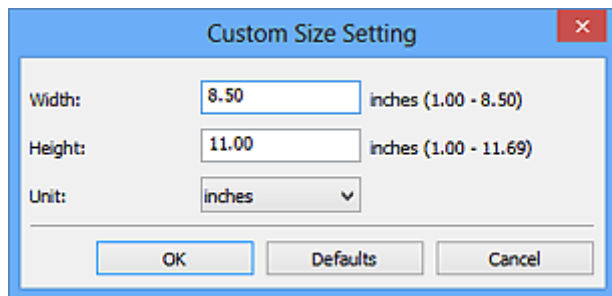 Custom Size Setting
Width: 8.50 inches (1.00 - 8.50)
Height: 11.00 inches (1.00 - 11.69)
Unit: inches
OK Defaults Cancel